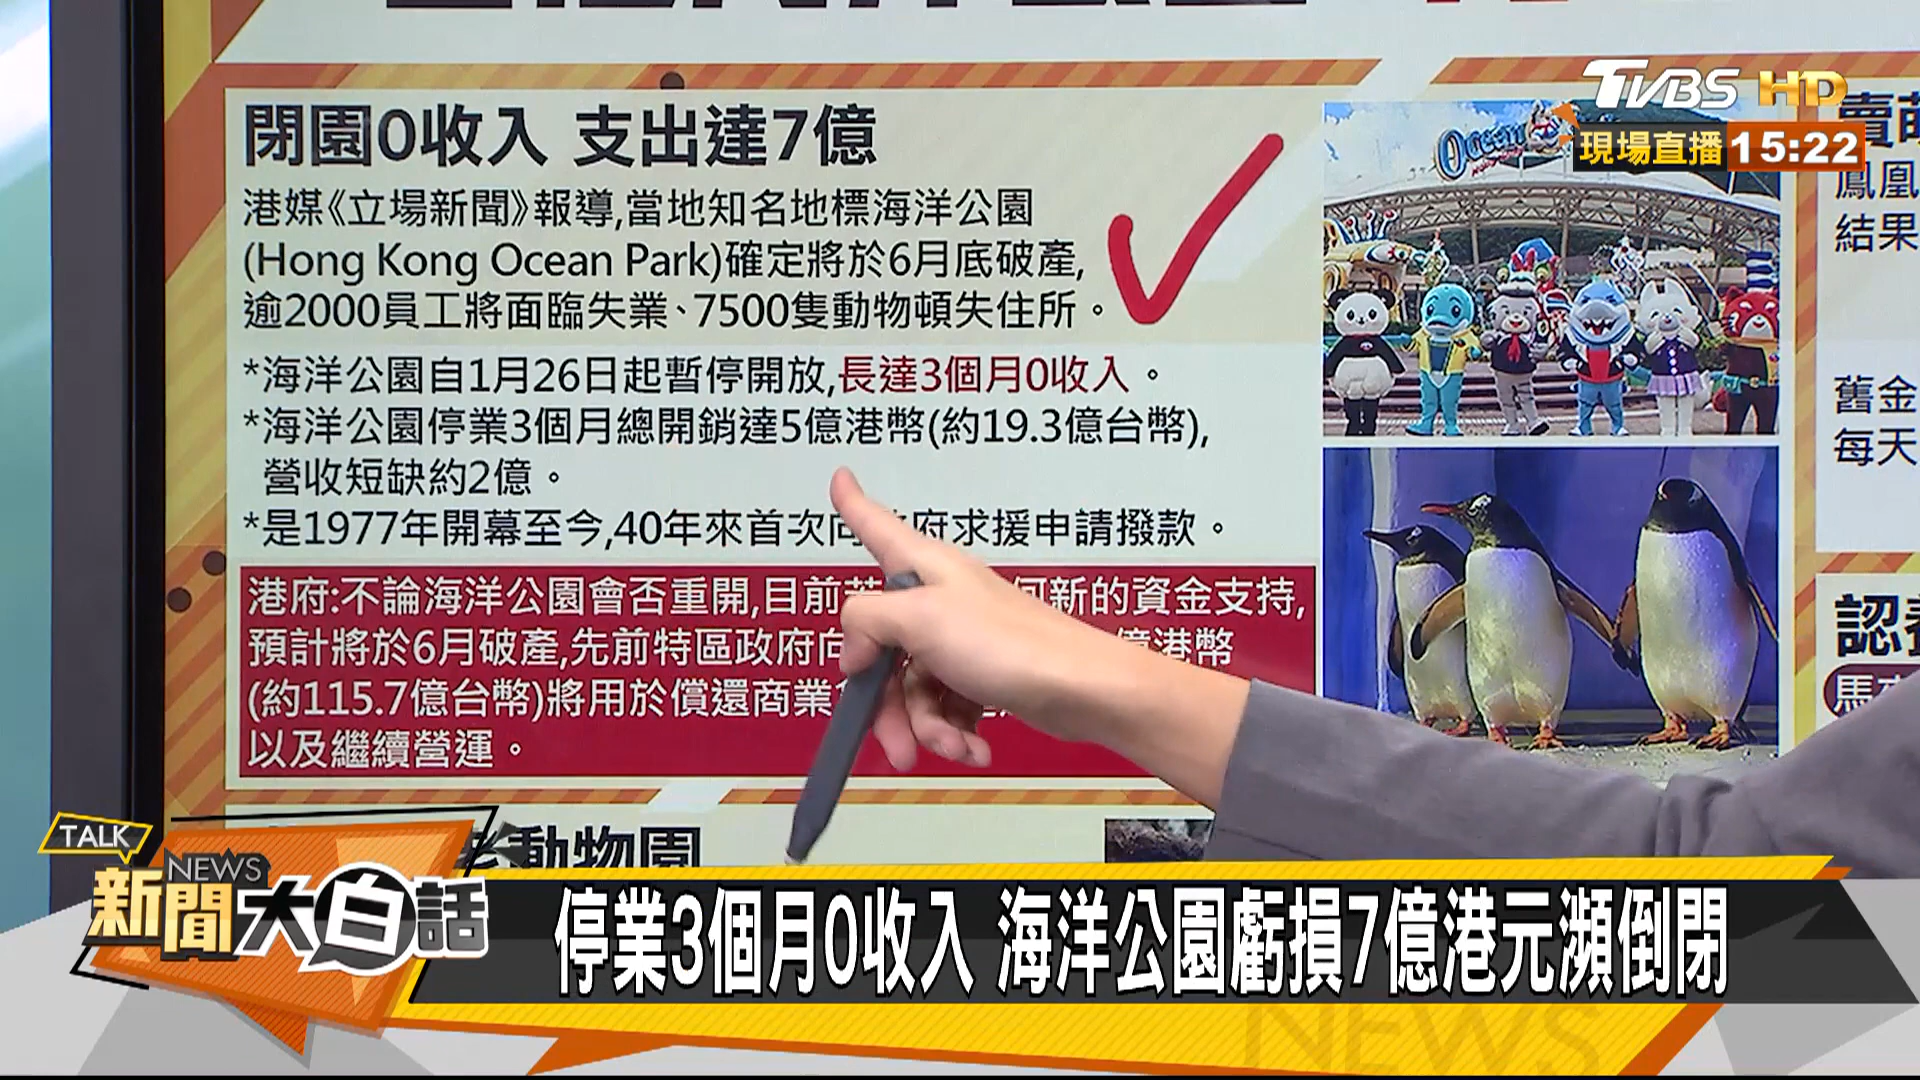 TVBS HD
現場直播 15:22
閉園0收入 支出達7億
港媒《立場新聞》報導,當地知名地標海洋公園
(Hong Kong Ocean Park)確定將於6月底破產,
逾2000員工將面臨失業、7500隻動物頓失住所。
*海洋公園自1月26日起暫停開放,長達3個月0收入。
*海洋公園停業3個月總開銷達5億港幣(約19.3億台幣),
營收短缺約2億。
*是1977年開幕至今,40年來首次向 府求援申請撥款。
港府:不論海洋公園會否重開,目前 何新的資金支持,
預計將於6月破產,先前特區政府向 億港幣
(約115.7億台幣)將用於償還商業
以及繼續營運。
Ocean
賣
鳳凰
結果
舊金
每天
認
動物園
TALK
NEWS
新聞大白話
停業3個月0收入 海洋公園虧損7億港元瀕倒閉
NEWS